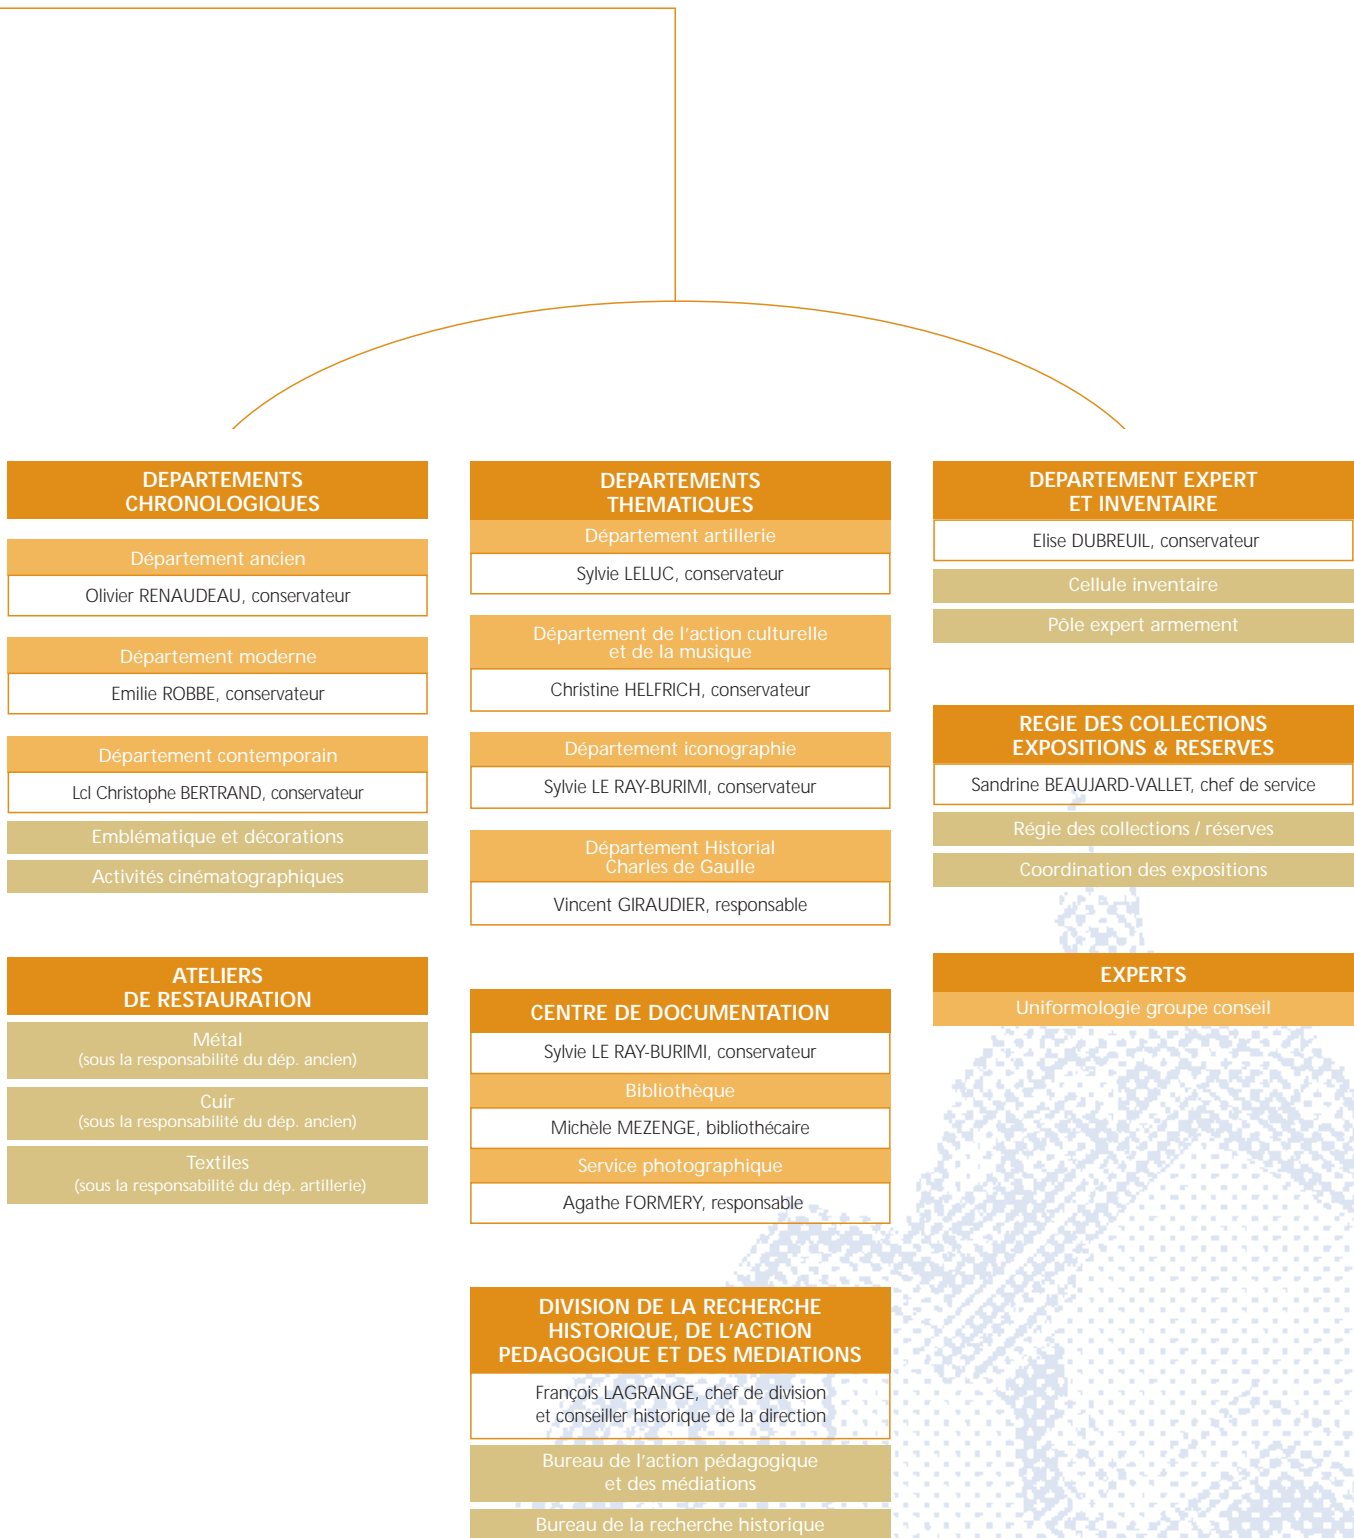 DEPARTEMENTS
CHRONOLOGIQUES
Département ancien
Olivier RENAUDEAU, conservateur
Département moderne
Emilie ROBBE, conservateur
Département contemporain
Lcl Christophe BERTRAND, conservateur
Emblématique et décorations
Activités cinématographiques
ATELIERS
DE RESTAURATION
Métal
(sous la responsabilité du dép. ancien)
Cuir
(sous la responsabilité du dép. ancien)
Textiles
(sous la responsabilité du dép. artillerie)
DEPARTEMENTS
THEMATIQUES
Département artillerie
Sylvie LELUC, conservateur
Département de l'action culturelle
et de la musique
Christine HELFRICH, conservateur
Département iconographie
Sylvie LE RAY-BURIMI, conservateur
Département Historial
Charles de Gaulle
Vincent GIRAUDIER, responsable
CENTRE DE DOCUMENTATION
Sylvie LE RAY-BURIMI, conservateur
Bibliothèque
Michèle MEZENGE, bibliothécaire
Service photographique
Agathe FORMERY, responsable
DIVISION DE LA RECHERCHE
HISTORIQUE, DE L'ACTION
PEDAGOGIQUE ET DES MEDIATIONS
François LAGRANGE, chef de division
et conseiller historique de la direction
Bureau de l'action pédagogique
et des médiations
Bureau de la recherche historique
DEPARTEMENT EXPERT
ET INVENTAIRE
Elise DUBREUIL, conservateur
Cellule inventaire
Pôle expert armement
REGIE DES COLLECTIONS
EXPOSITIONS & RESERVES
Sandrine BEAUJARD-VALLET, chef de service
Régie des collections / réserves
Coordination des expositions
EXPERTS
Uniformologie groupe conseil